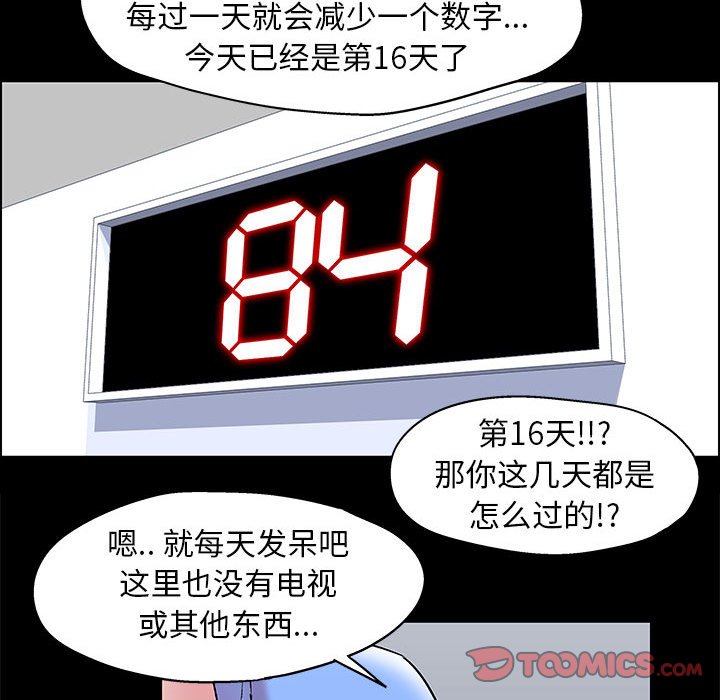 每过一天就会减少一个数字...
今天已经是第16天了
84
第16天!!?
那你这几天都是
怎么过的!?
嗯.. 就每天发呆吧
这里也没有电视
或其他东西...
TOOMICS.COM